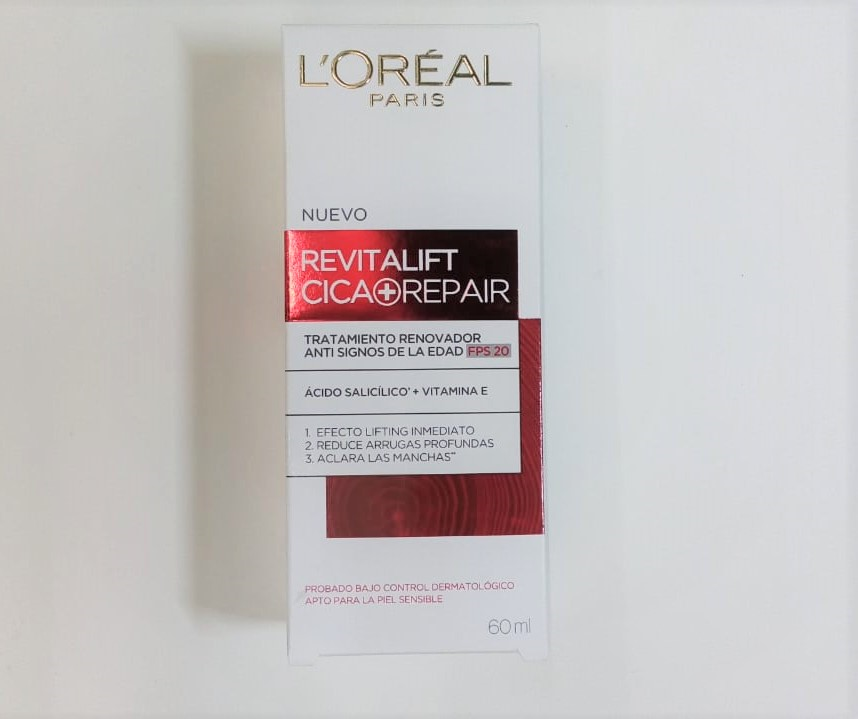 L'ORÉAL
PARIS
NUEVO
REVITALIFT
CICA+REPAIR
TRATAMIENTO RENOVADOR
ANTI SIGNOS DE LA EDAD FPS 20
ÁCIDO SALICÍLICO* + VITAMINA E
1. EFECTO LIFTING INMEDIATO
2. REDUCE ARRUGAS PROFUNDAS
3. ACLARA LAS MANCHAS**
PROBADO BAJO CONTROL DERMATOLÓGICO
APTO PARA LA PIEL SENSIBLE
60 ml